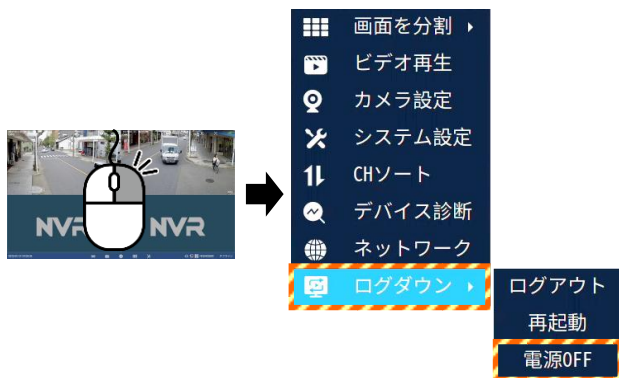 NVR
NVR
画面を分割
ビデオ再生
カメラ設定
システム設定
CHソート
デバイス診断
ネットワーク
ログダウン
ログアウト
再起動
電源OFF